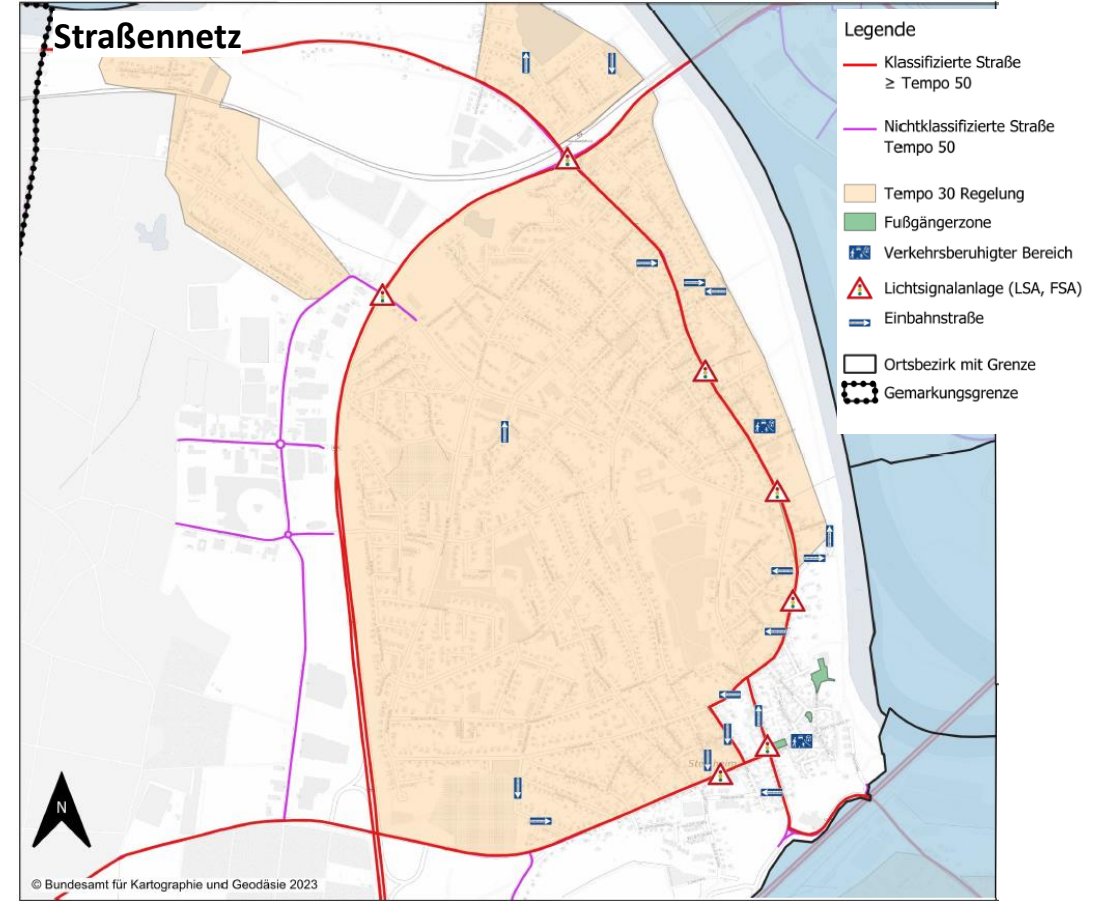 Straßennetz
Legende
Klassifizierte Straße
≥ Tempo 50
Nichtklassifizierte Straße
Tempo 50
Tempo 30 Regelung
Fußgängerzone
Verkehrsberuhigter Bereich
Lichtsignalanlage (LSA, FSA)
Einbahnstraße
Ortsbezirk mit Grenze
Gemarkungsgrenze
N
© Bundesamt für Kartographie und Geodäsie 2023